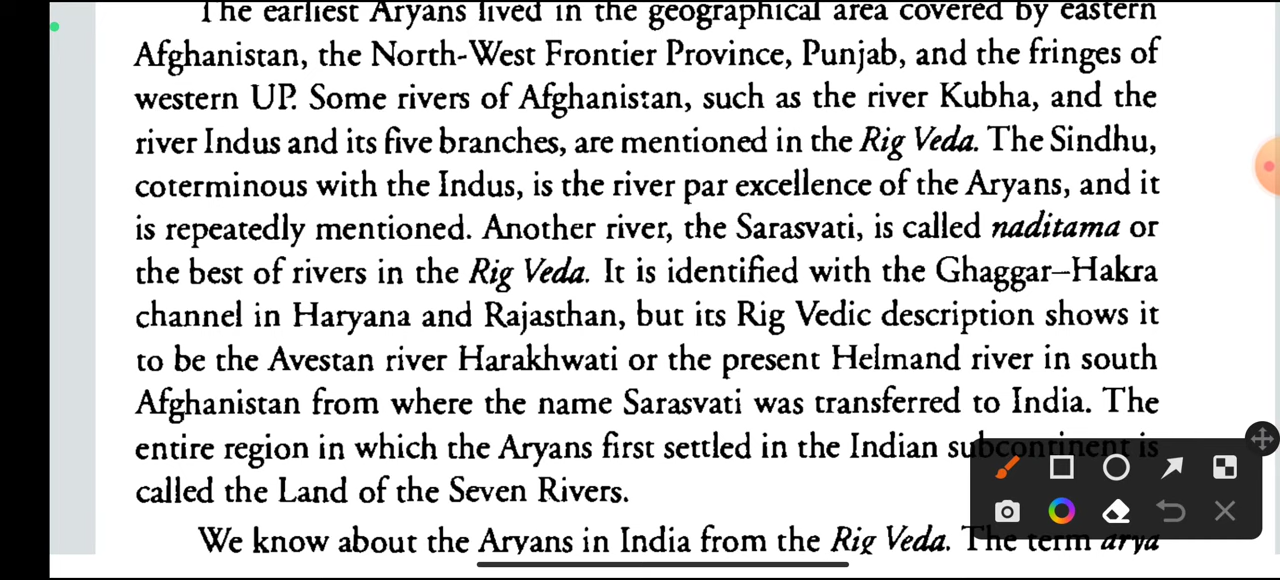 The earliest Aryans lived in the geographical area covered by eastern
Afghanistan, the North-West Frontier Province, Punjab, and the fringes of
western UP. Some rivers of Afghanistan, such as the river Kubha, and the
river Indus and its five branches, are mentioned in the Rig Veda. The Sindhu,
coterminous with the Indus, is the river par excellence of the Aryans, and it
is repeatedly mentioned. Another river, the Sarasvati, is called naditama or
the best of rivers in the Rig Veda. It is identified with the Ghaggar–Hakra
channel in Haryana and Rajasthan, but its Rig Vedic description shows it
to be the Avestan river Harakhwati or the present Helmand river in south
Afghanistan from where the name Sarasvati was transferred to India. The
entire region in which the Aryans first settled in the Indian subcontinent is
called the Land of the Seven Rivers.
We know about the Aryans in India from the Rig Veda. The term arya